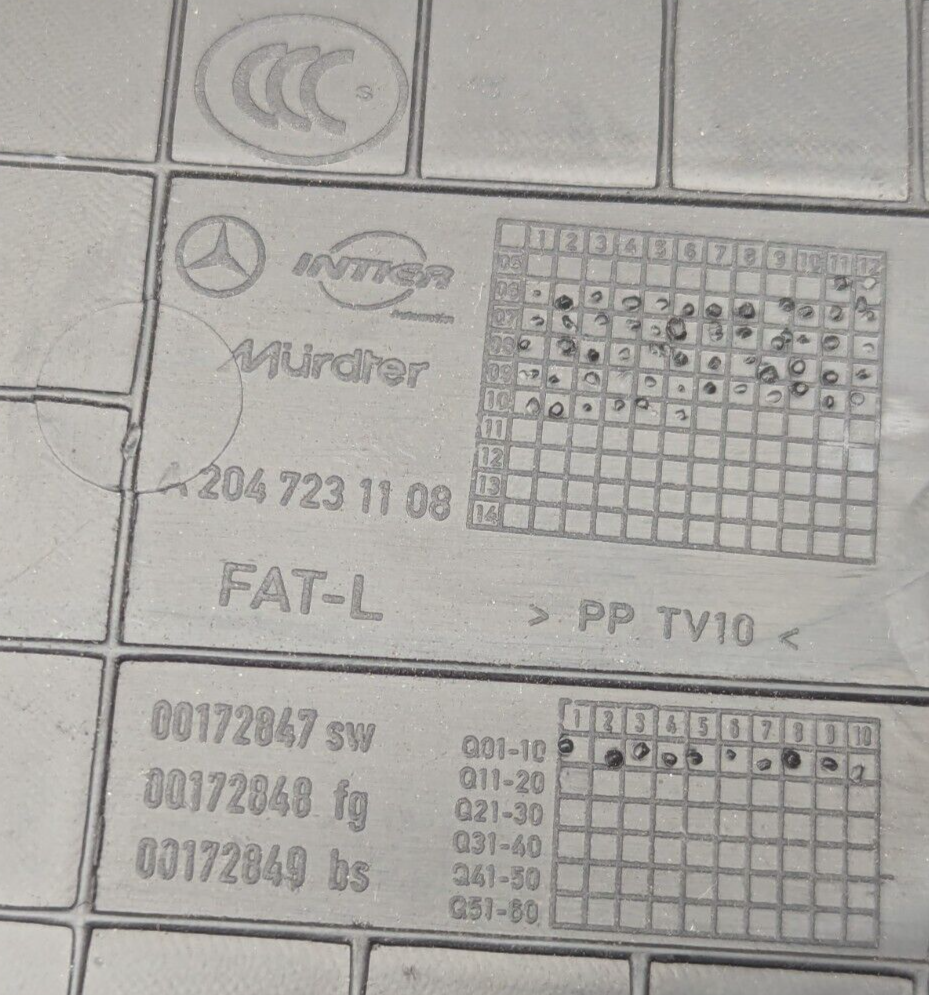 CCC S
INTIER
Automotive
Mürdter
A 204 723 11 08
FAT-L
> PP TV10 <
1 2 3 4 5 6 7 8 9 10 11 12
05
06
07
08
09
10
11
12
13
14
00172847 sw
00172848 fg
00172849 bs
1 2 3 4 5 6 7 8 9 10
Q01-10
Q11-20
Q21-30
Q31-40
Q41-50
Q51-60